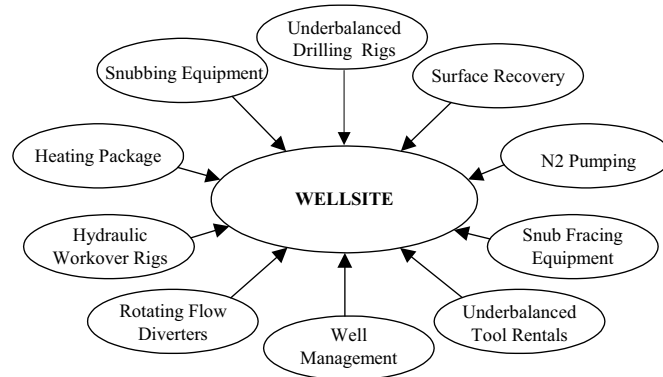 Underbalanced
Drilling Rigs
Snubbing Equipment
Surface Recovery
Heating Package
N2 Pumping
WELLSITE
Hydraulic
Workover Rigs
Snub Fracing
Equipment
Rotating Flow
Diverters
Underbalanced
Tool Rentals
Well
Management